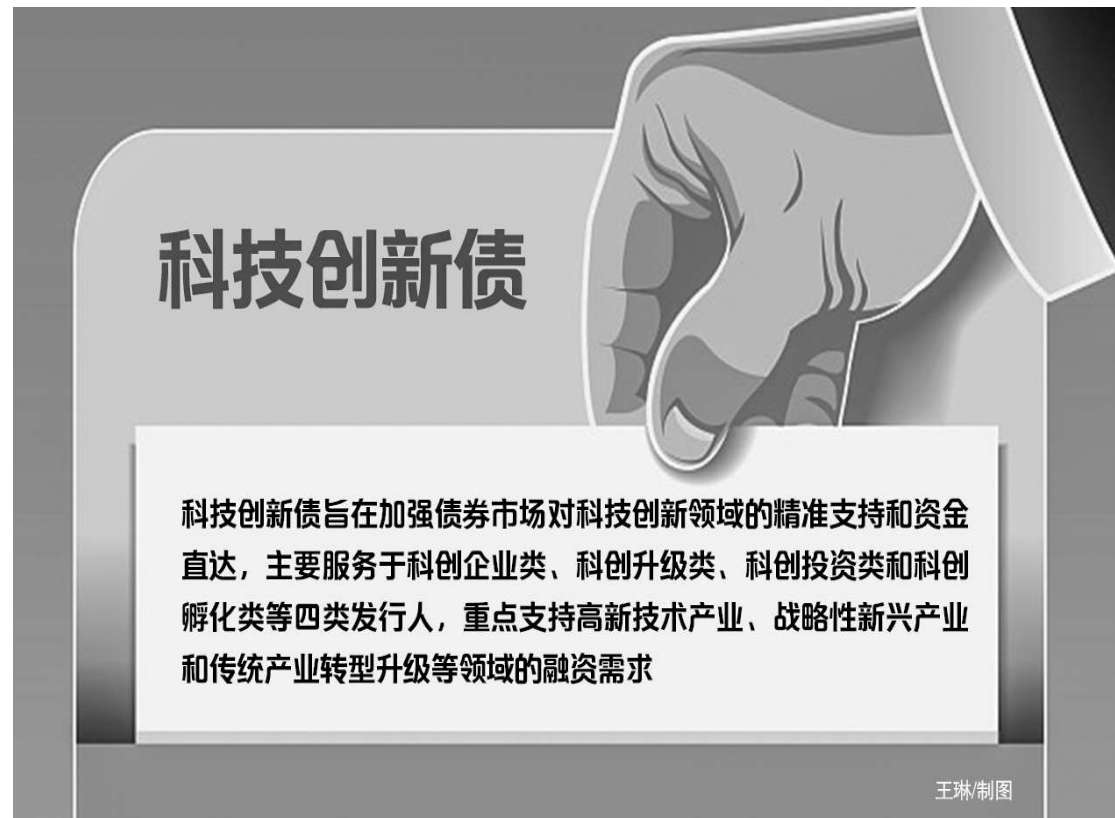 科技创新债
科技创新债旨在加强债券市场对科技创新领域的精准支持和资金
直达，主要服务于科创企业类、科创升级类、科创投资类和科创
孵化类等四类发行人，重点支持高新技术产业、战略性新兴产业
和传统产业转型升级等领域的融资需求
王琳/制图